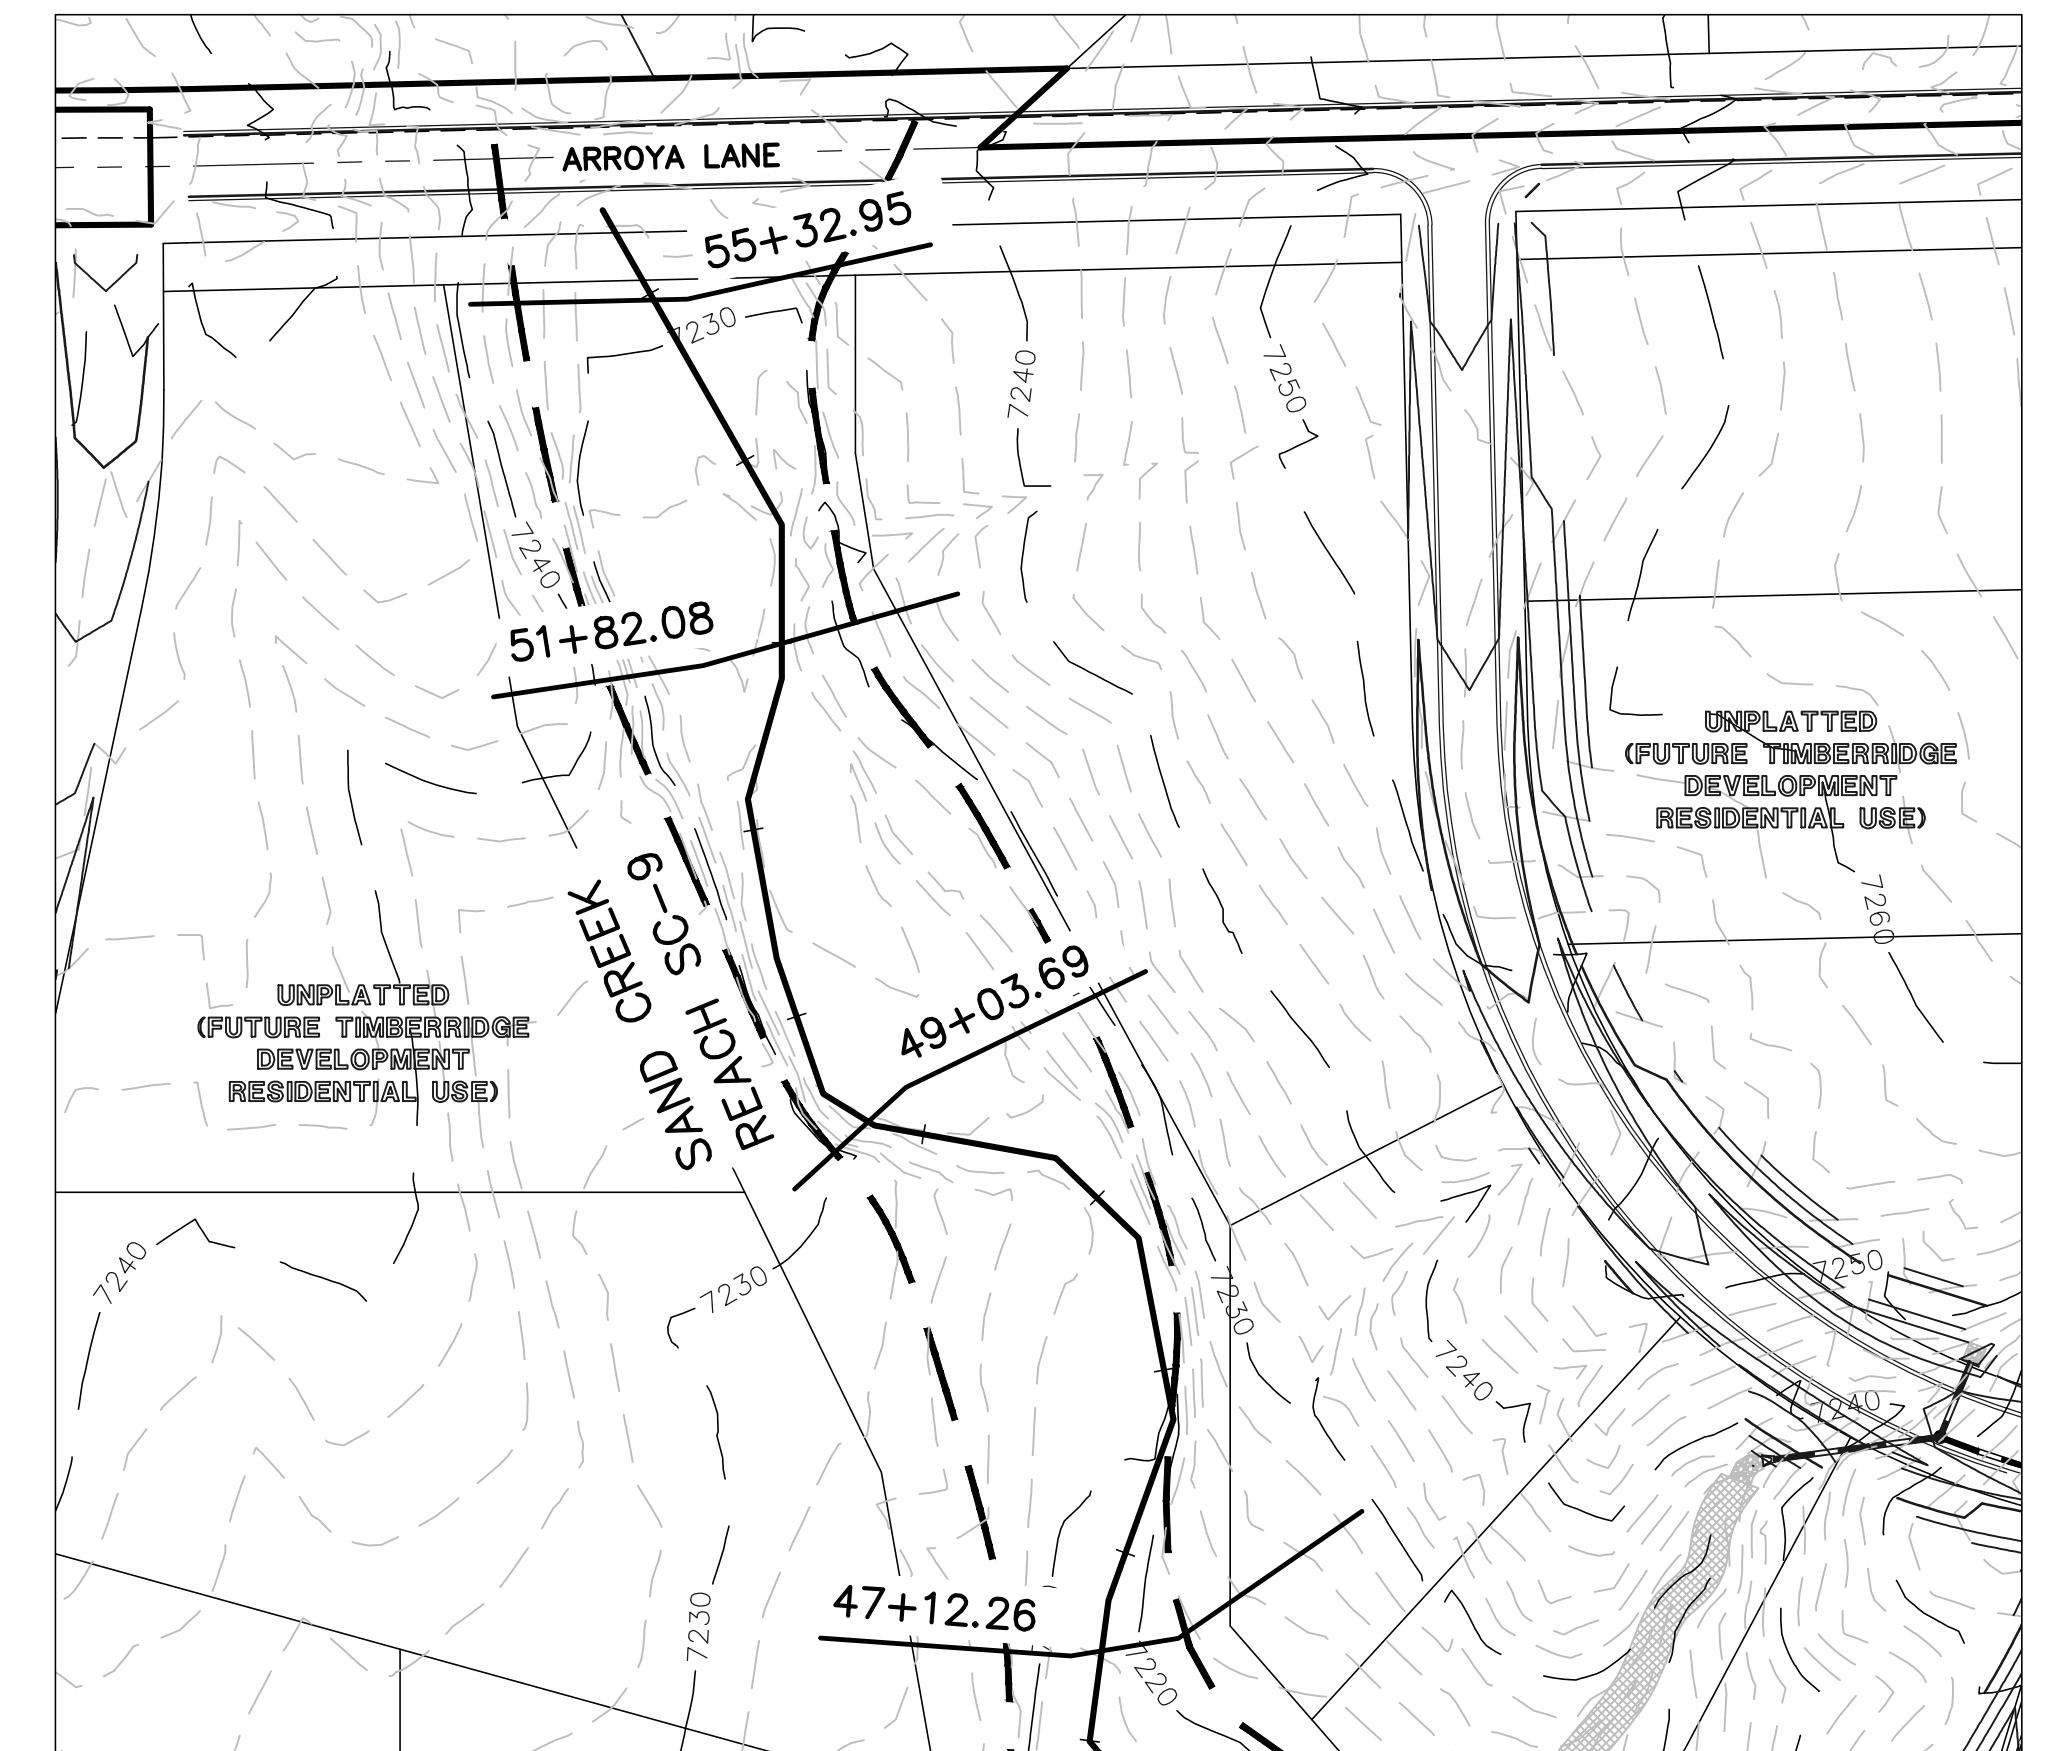 ARROYA LANE
55+32.95
7230
7240
7250
7240
51+82.08
UNPLATTED
(FUTURE TIMBERRIDGE
DEVELOPMENT
RESIDENTIAL USE)
SAND CREEK
REACH SC-9
7260
49+03.69
UNPLATTED
(FUTURE TIMBERRIDGE
DEVELOPMENT
RESIDENTIAL USE)
7240
7230
7230
7250
7240
7240
47+12.26
7230
7220